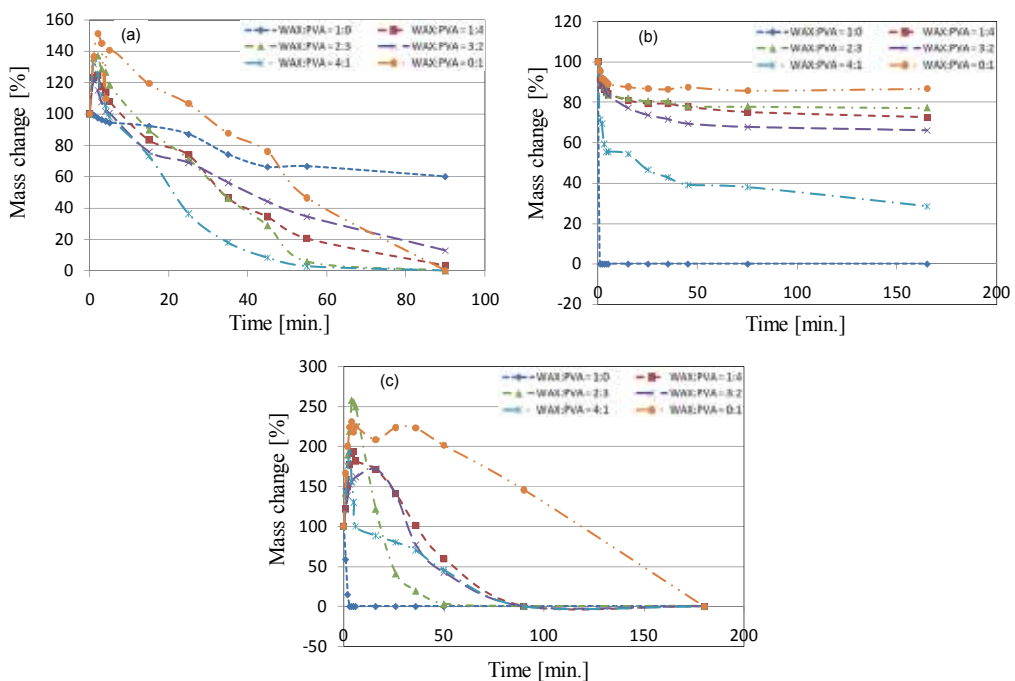 (a)
WAX:PVA = 1:0 WAX:PVA = 1:4
WAX:PVA = 2:3 WAX:PVA = 3:2
WAX:PVA = 4:1 WAX:PVA = 0:1
Mass change [%]
160
140
120
100
80
60
40
20
0
0 20 40 60 80 100
Time [min.]
(b)
WAX:PVA = 1:0 WAX:PVA = 1:4
WAX:PVA = 2:3 WAX:PVA = 3:2
WAX:PVA = 4:1 WAX:PVA = 0:1
Mass change [%]
120
100
80
60
40
20
0
-20
0 50 100 150 200
Time [min.]
(c)
WAX:PVA = 1:0 WAX:PVA = 1:4
WAX:PVA = 2:3 WAX:PVA = 3:2
WAX:PVA = 4:1 WAX:PVA = 0:1
Mass change [%]
300
250
200
150
100
50
0
-50
0 50 100 150 200
Time [min.]